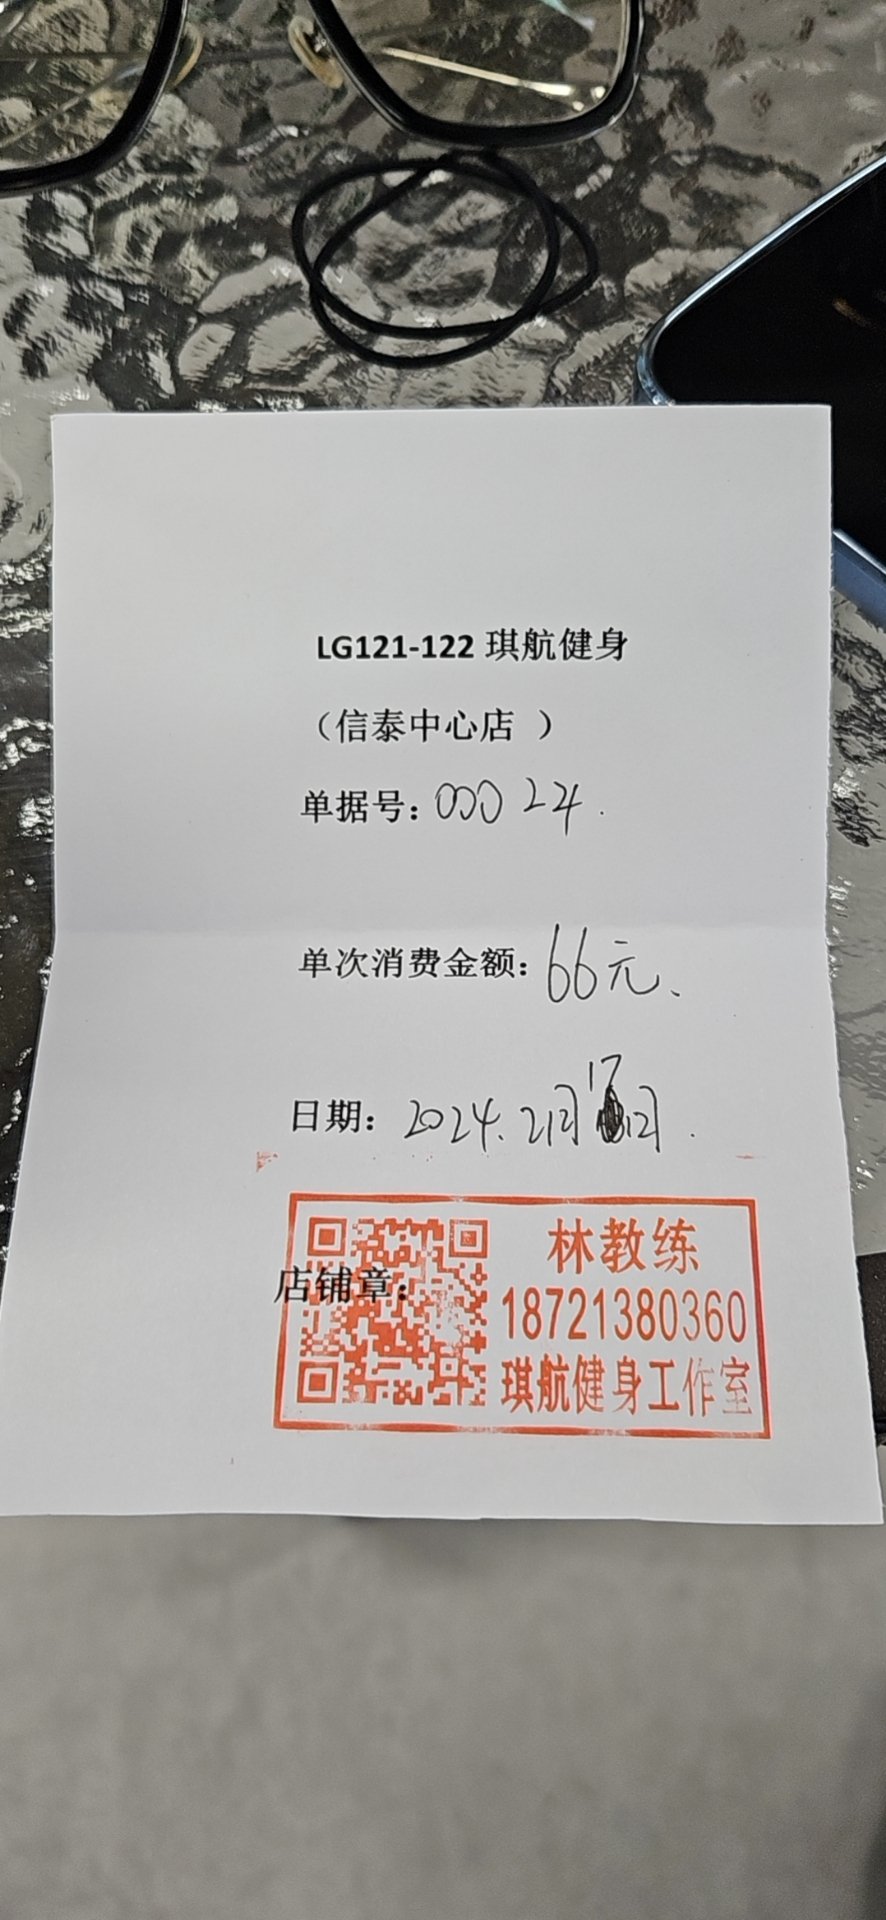 LG121-122 琪航健身
（信泰中心店 ）
单据号：00024.
单次消费金额：66元、
日期：2024.2月17日.
店铺章：
林教练
18721380360
琪航健身工作室